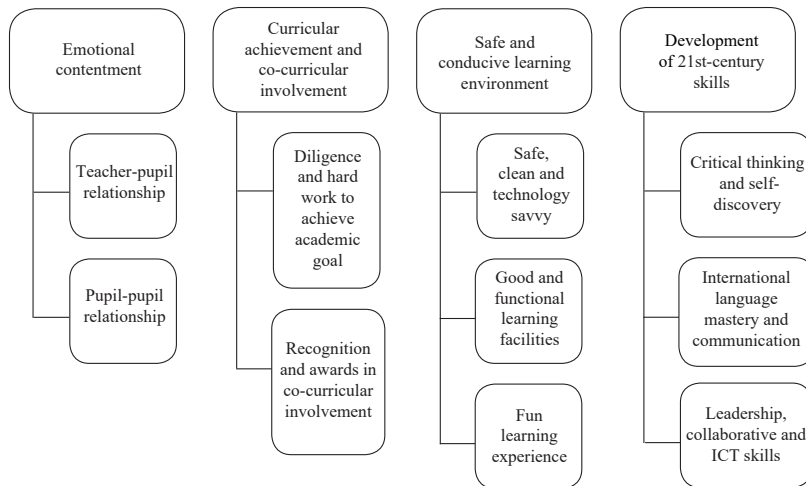 Emotional
contentment
Teacher-pupil
relationship
Pupil-pupil
relationship
Curricular
achievement and
co-curricular
involvement
Diligence
and hard
work to
achieve
academic
goal
Recognition
and awards in
co-curricular
involvement
Safe and
conducive learning
environment
Safe,
clean and
technology
savvy
Good and
functional
learning
facilities
Fun
learning
experience
Development
of 21st-century
skills
Critical thinking
and self-
discovery
International
language
mastery and
communication
Leadership,
collaborative and
ICT skills